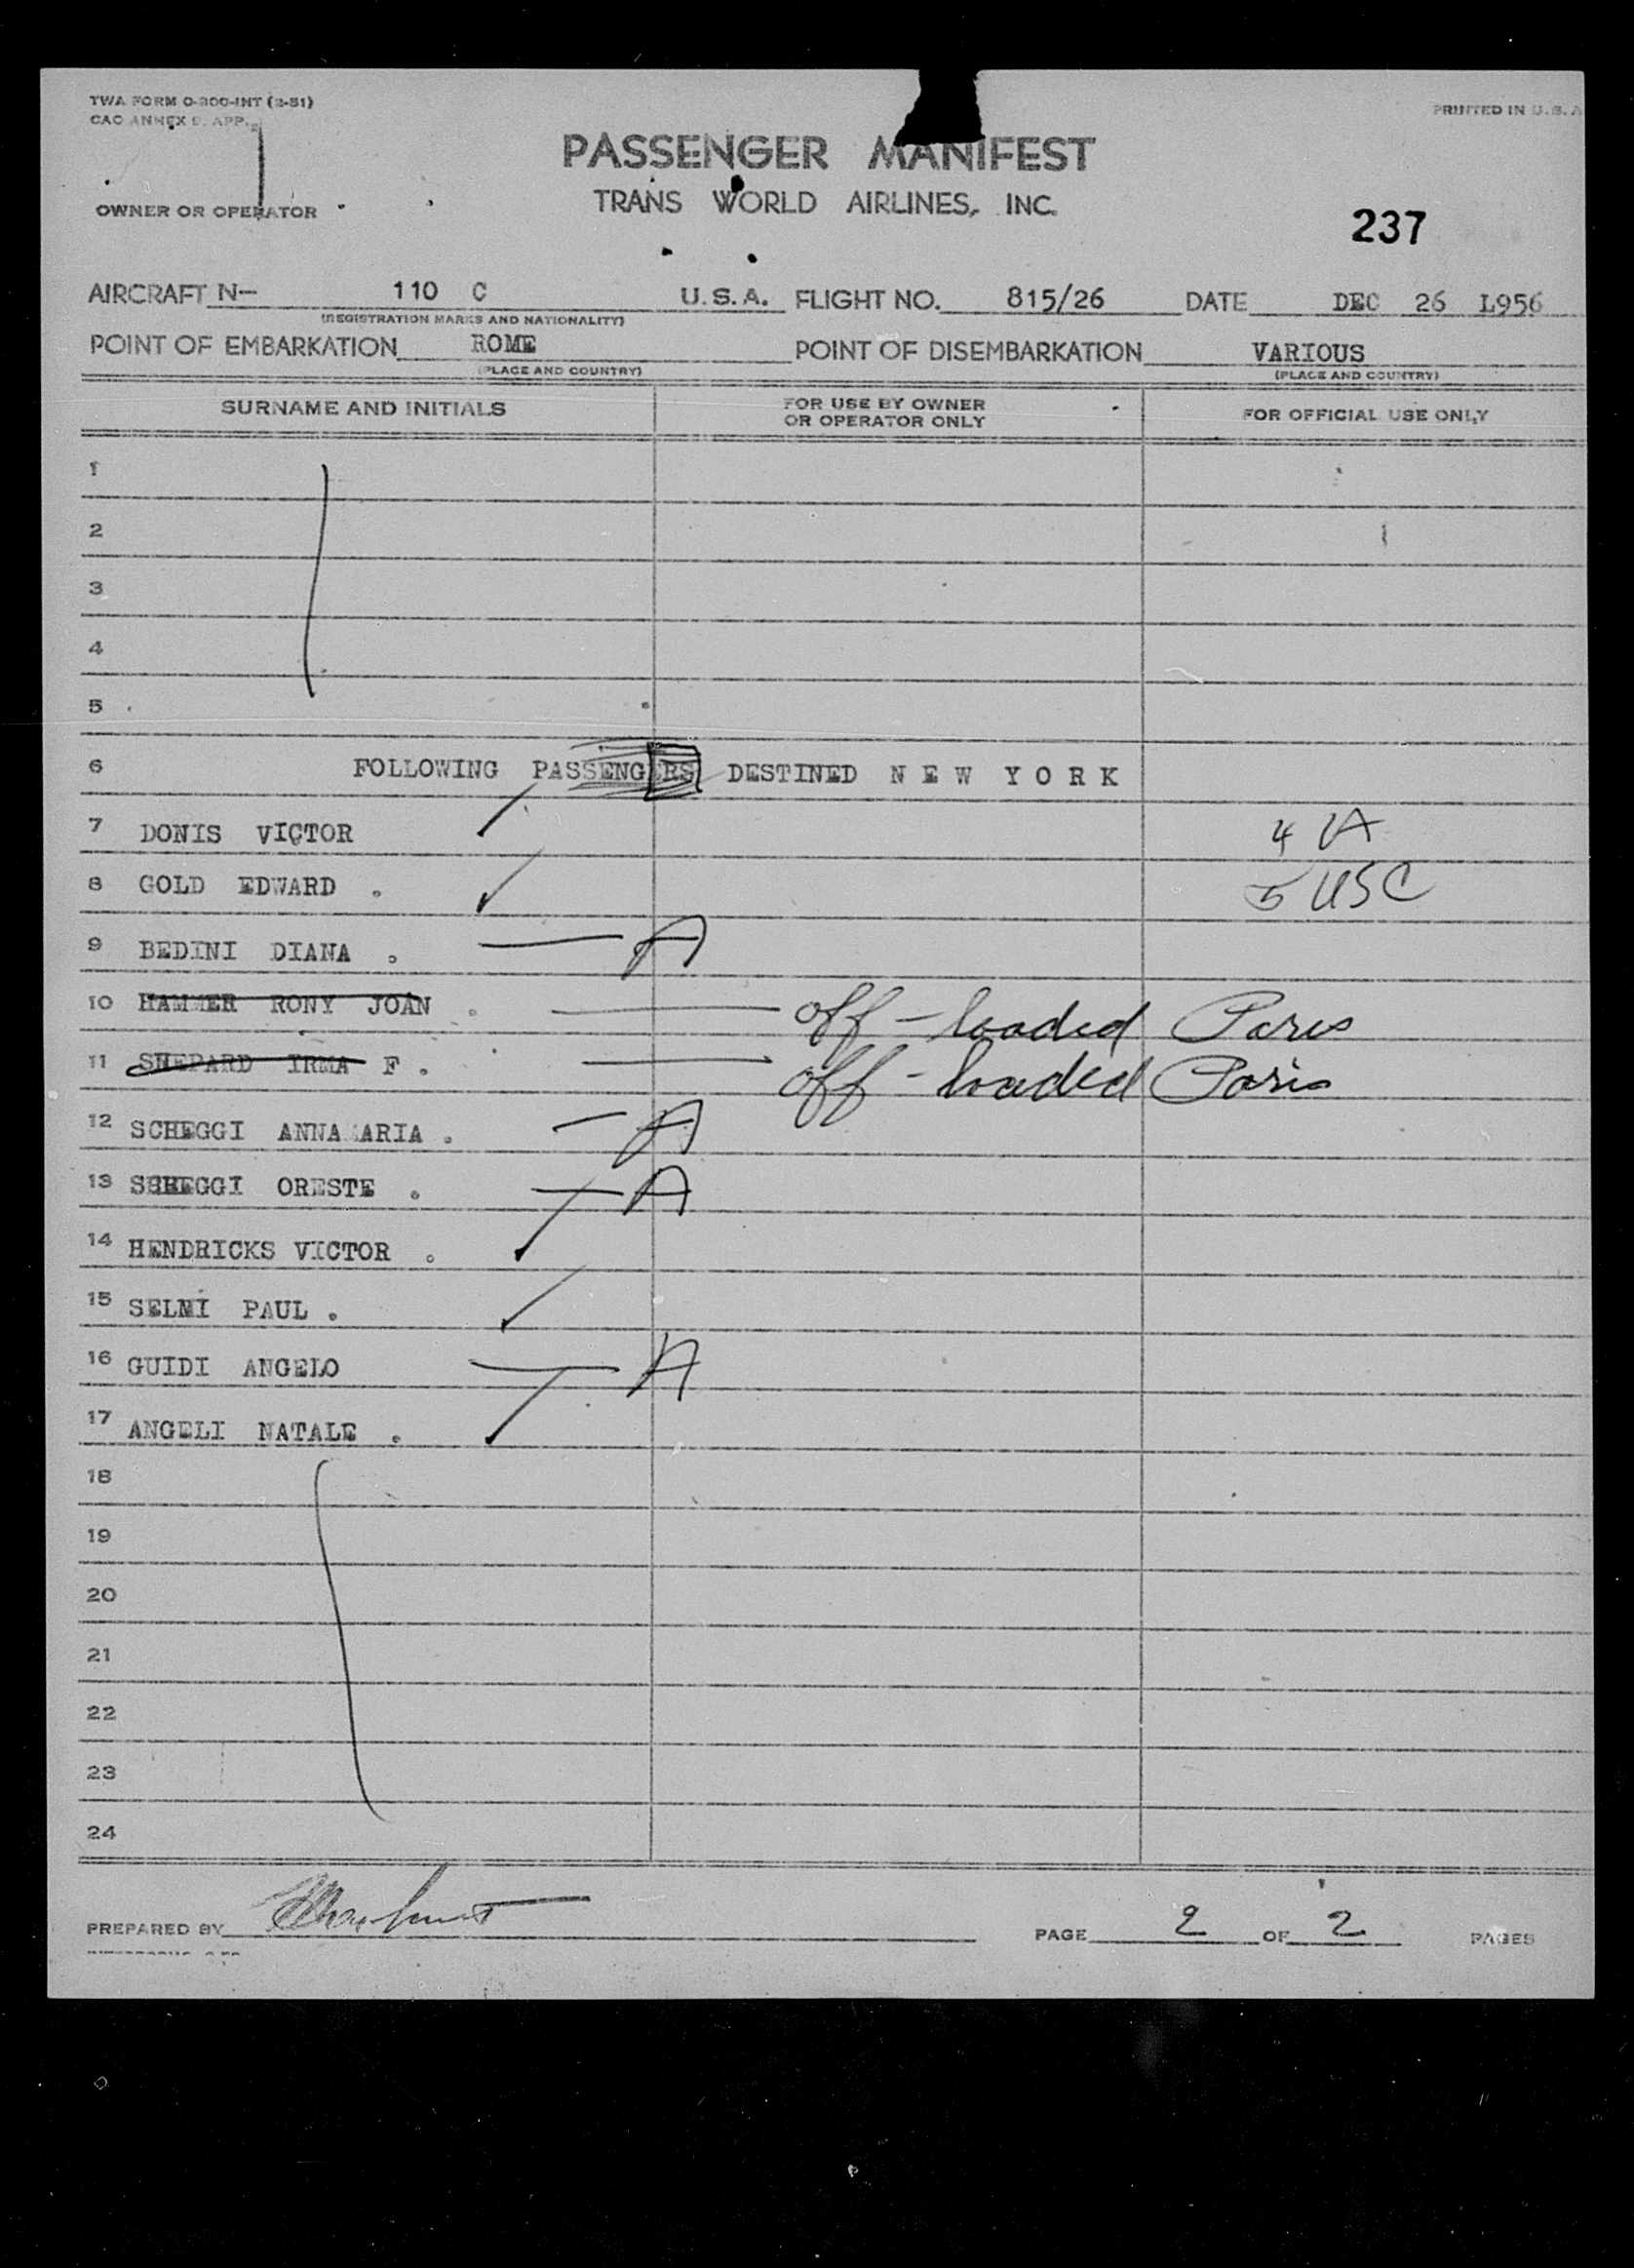 TWA FORM O-300-INT (2-51)
PRINTED IN U.S.A
CAO ANNEX 9. APP.
PASSENGER MANIFEST
OWNER OR OPERATOR
TRANS WORLD AIRLINES, INC.
237
AIRCRAFT N- 110 C U.S.A. FLIGHT NO. 815/26 DATE DEC 26 L956
(REGISTRATION MARKS AND NATIONALITY)
POINT OF EMBARKATION ROME POINT OF DISEMBARKATION VARIOUS
(PLACE AND COUNTRY) (PLACE AND COUNTRY)
SURNAME AND INITIALS FOR USE BY OWNER OR OPERATOR ONLY FOR OFFICIAL USE ONLY
1
2
3
4
5
6 FOLLOWING PASSENGERS DESTINED N E W Y O R K
7 DONIS VICTOR 4 A
8 GOLD EDWARD . 5 USC
9 BEDINI DIANA . — A
10 HAMMER RONY JOAN . — off-loaded Paris
11 SHEPARD IRMA F . — off-loaded Paris
12 SCHEGGI ANNAMARIA . — A
13 SCHEGGI ORESTE . — A
14 HENDRICKS VICTOR .
15 SELMI PAUL .
16 GUIDI ANGELO — A
17 ANGELI NATALE .
18
19
20
21
22
23
24
PREPARED BY PAGE 2 OF 2 PAGES